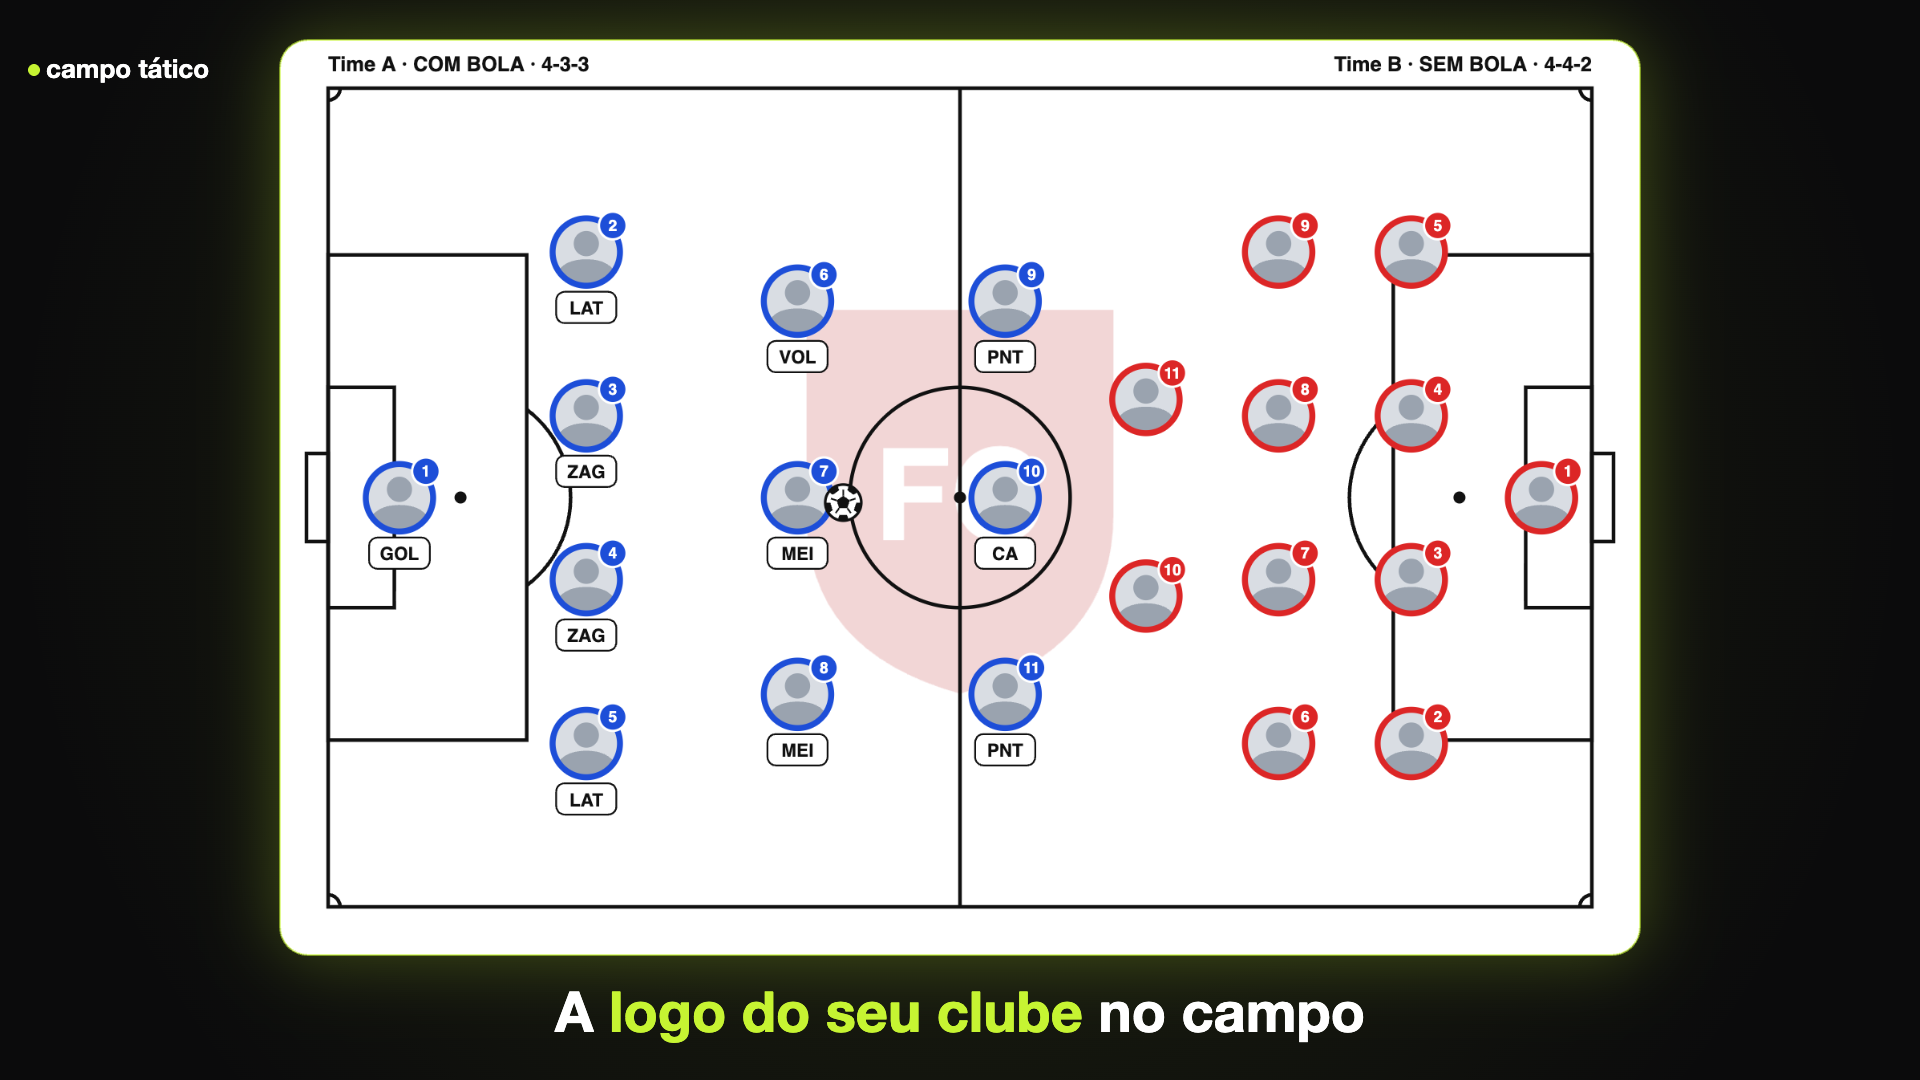 campo tático
Time A · COM BOLA · 4-3-3
Time B · SEM BOLA · 4-4-2
2
LAT
6
VOL
9
PNT
9
5
11
3
ZAG
8
4
1
GOL
7
MEI
FC
10
CA
1
4
ZAG
10
7
3
8
MEI
11
PNT
5
LAT
6
2
A logo do seu clube no campo